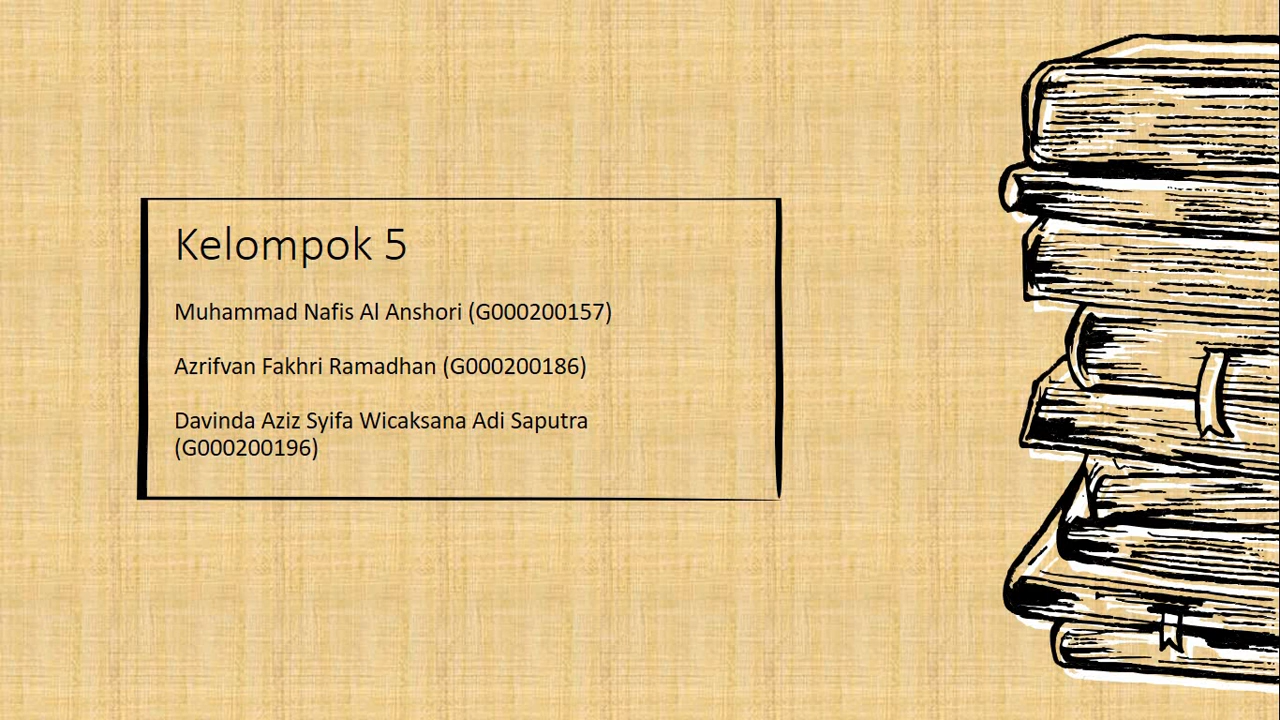 Kelompok 5
Muhammad Nafis Al Anshori (G000200157)
Azrifvan Fakhri Ramadhan (G000200186)
Davinda Aziz Syifa Wicaksana Adi Saputra
(G000200196)